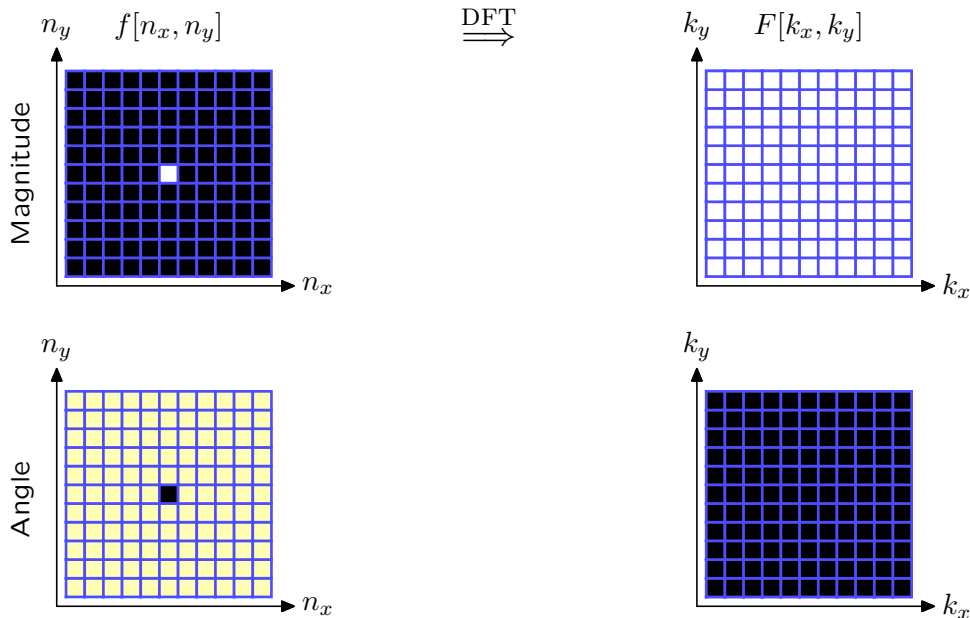 n_y f[n_x, n_y] DFT ⟹ k_y F[k_x, k_y]
Magnitude
n_x k_x
n_y k_y
Angle
n_x k_x